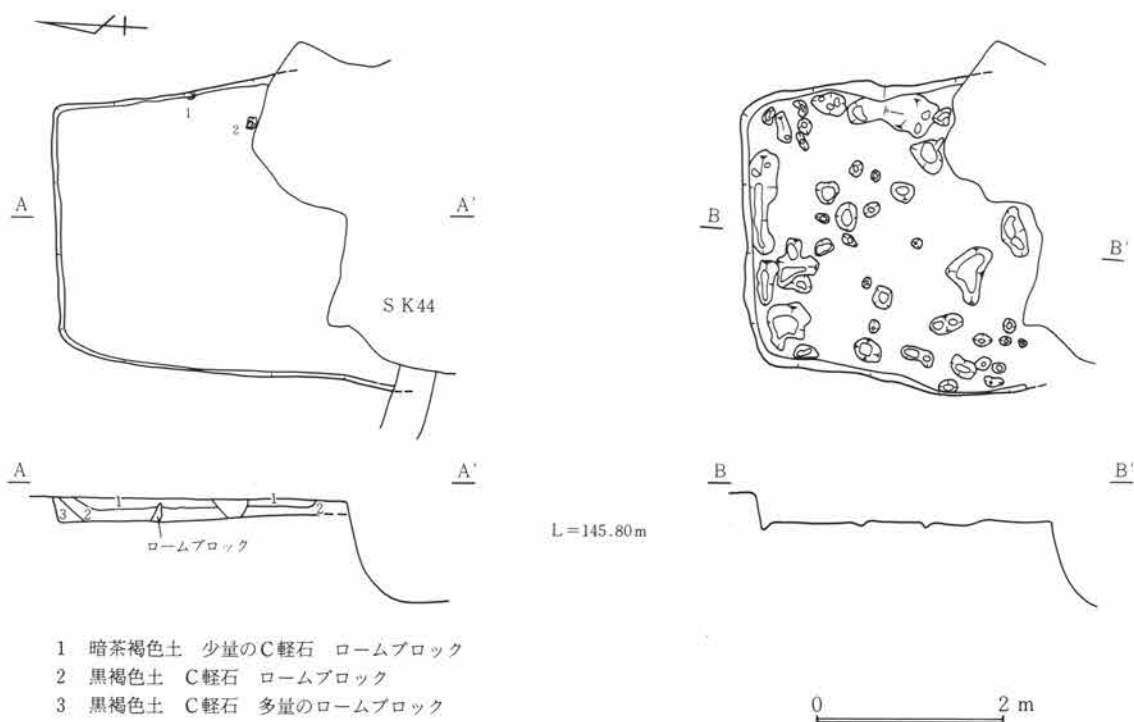 1
2
A
A'
S K44
B
B'
A
A'
1
1
3
2
2
ロームブロック
L=145.80m
B
B'
1 暗茶褐色土 少量のC軽石 ロームブロック
2 黒褐色土 C軽石 ロームブロック
3 黒褐色土 C軽石 多量のロームブロック
0
2 m